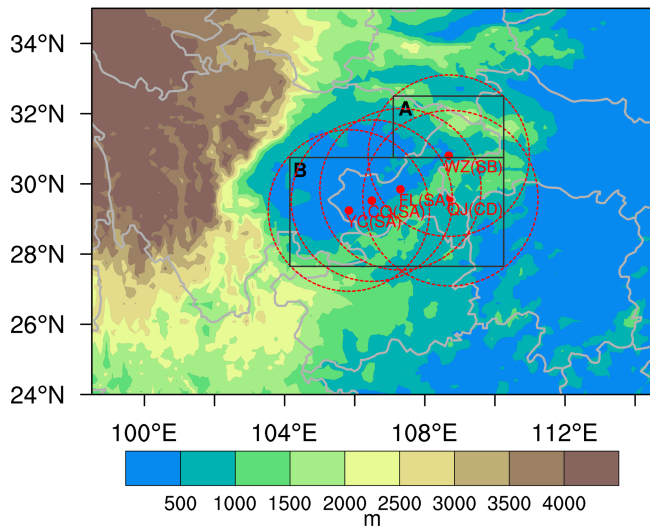 34°N
32°N
30°N
28°N
26°N
24°N
A
B
WZ(SB)
FL(SA)
QJ(CD)
CQ(SA)
YC(SA)
100°E 104°E 108°E 112°E
500 1000 1500 2000 2500 3000 3500 4000
m